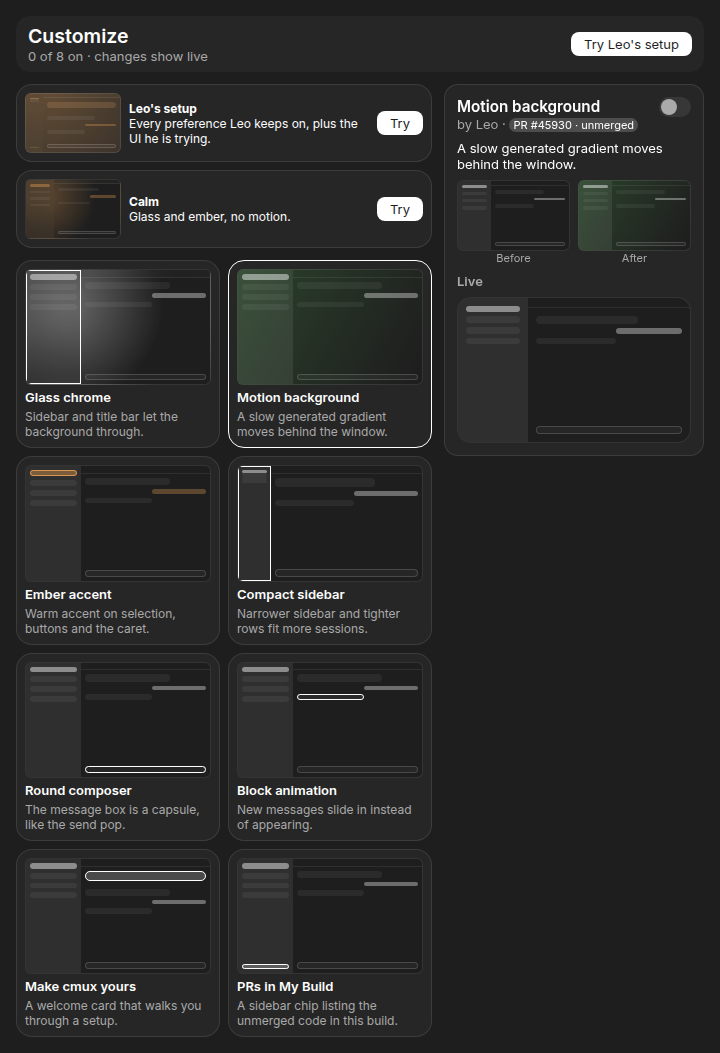 Customize
0 of 8 on · changes show live
Try Leo's setup
Leo's setup
Every preference Leo keeps on, plus the
UI he is trying.
Try
Calm
Glass and ember, no motion.
Try
Glass chrome
Sidebar and title bar let the
background through.
Motion background
A slow generated gradient
moves behind the window.
Ember accent
Warm accent on selection,
buttons and the caret.
Compact sidebar
Narrower sidebar and tighter
rows fit more sessions.
Round composer
The message box is a capsule,
like the send pop.
Block animation
New messages slide in instead
of appearing.
Make cmux yours
A welcome card that walks you
through a setup.
PRs in My Build
A sidebar chip listing the
unmerged code in this build.
Motion background
by Leo · PR #45930 · unmerged
A slow generated gradient moves
behind the window.
Before
After
Live